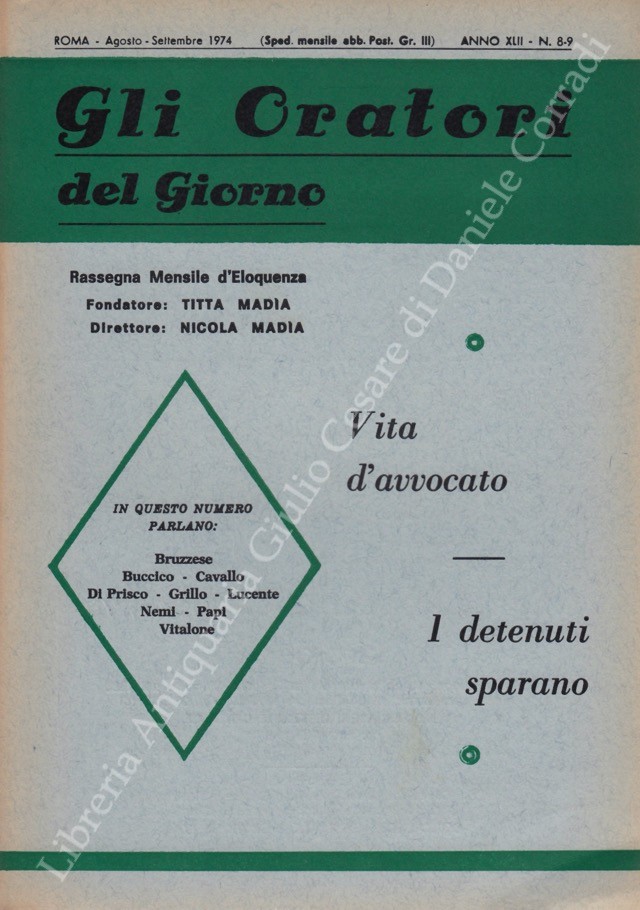 ROMA - Agosto - Settembre 1974 (Sped. mensile abb. Post. Gr. III) ANNO XLII - N. 8-9
Gli Oratori
del Giorno
Rassegna Mensile d'Eloquenza
Fondatore: TITTA MADÌA
Direttore: NICOLA MADÌA
Vita
d'avvocato
I detenuti
sparano
IN QUESTO NUMERO
PARLANO:
Bruzzese
Buccico - Cavallo
Di Prisco - Grillo - Lucente
Nemi - Papi
Vitalone
Libreria Antiquaria Giulio Cesare di Daniele Corradi